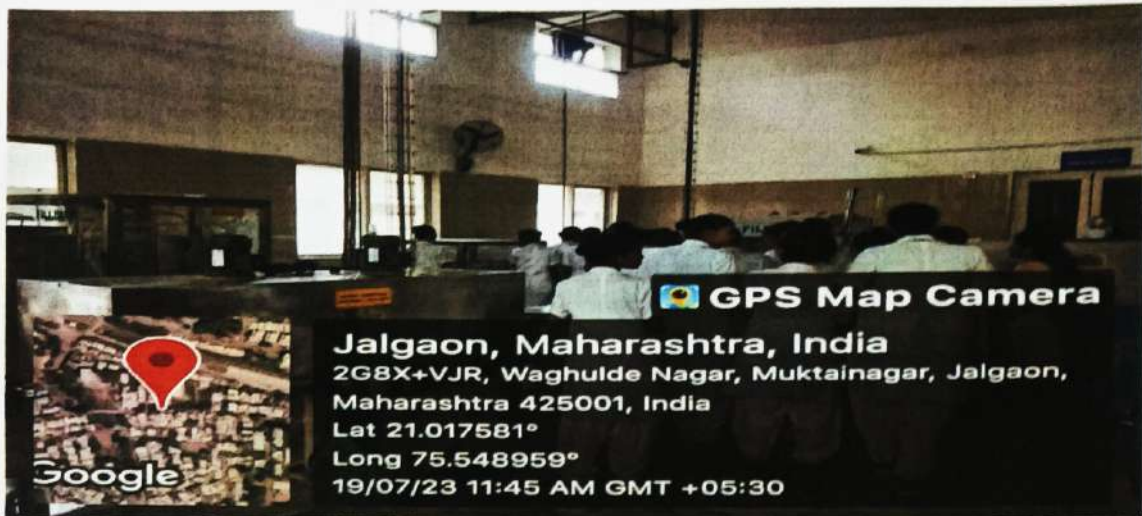 GPS Map Camera
Jalgaon, Maharashtra, India
2G8X+VJR, Waghulde Nagar, Muktainagar, Jalgaon,
Maharashtra 425001, India
Lat 21.017581°
Long 75.548959°
19/07/23 11:45 AM GMT +05:30
Google